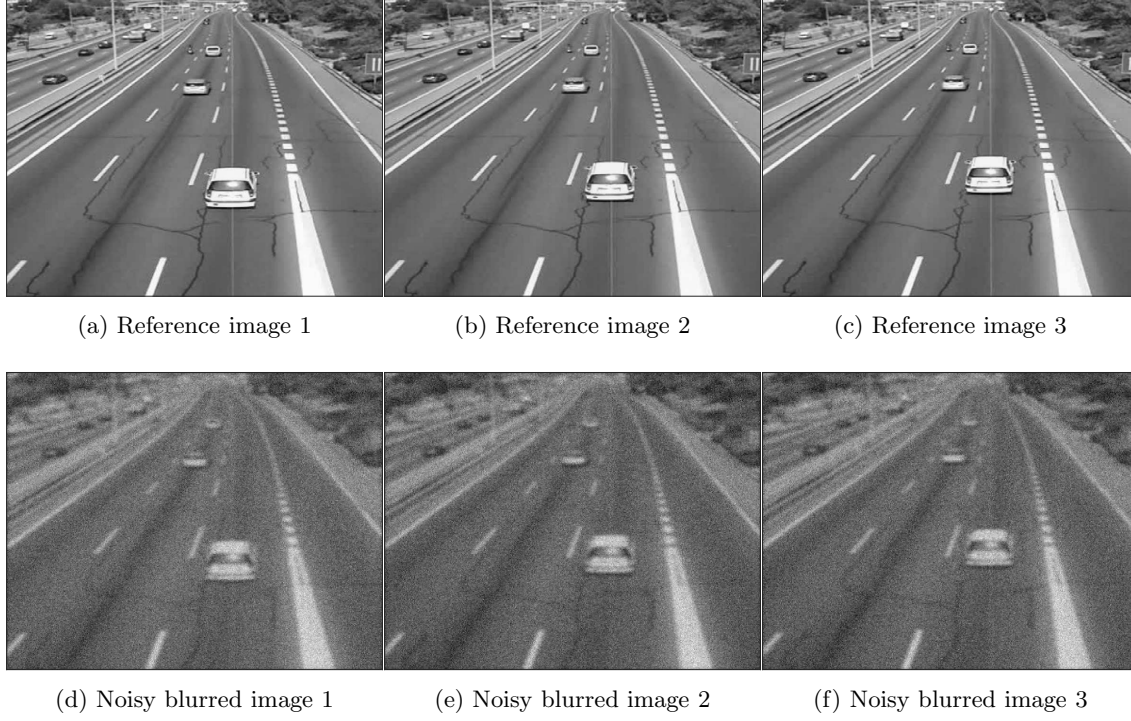 (a) Reference image 1
(b) Reference image 2
(c) Reference image 3
(d) Noisy blurred image 1
(e) Noisy blurred image 2
(f) Noisy blurred image 3